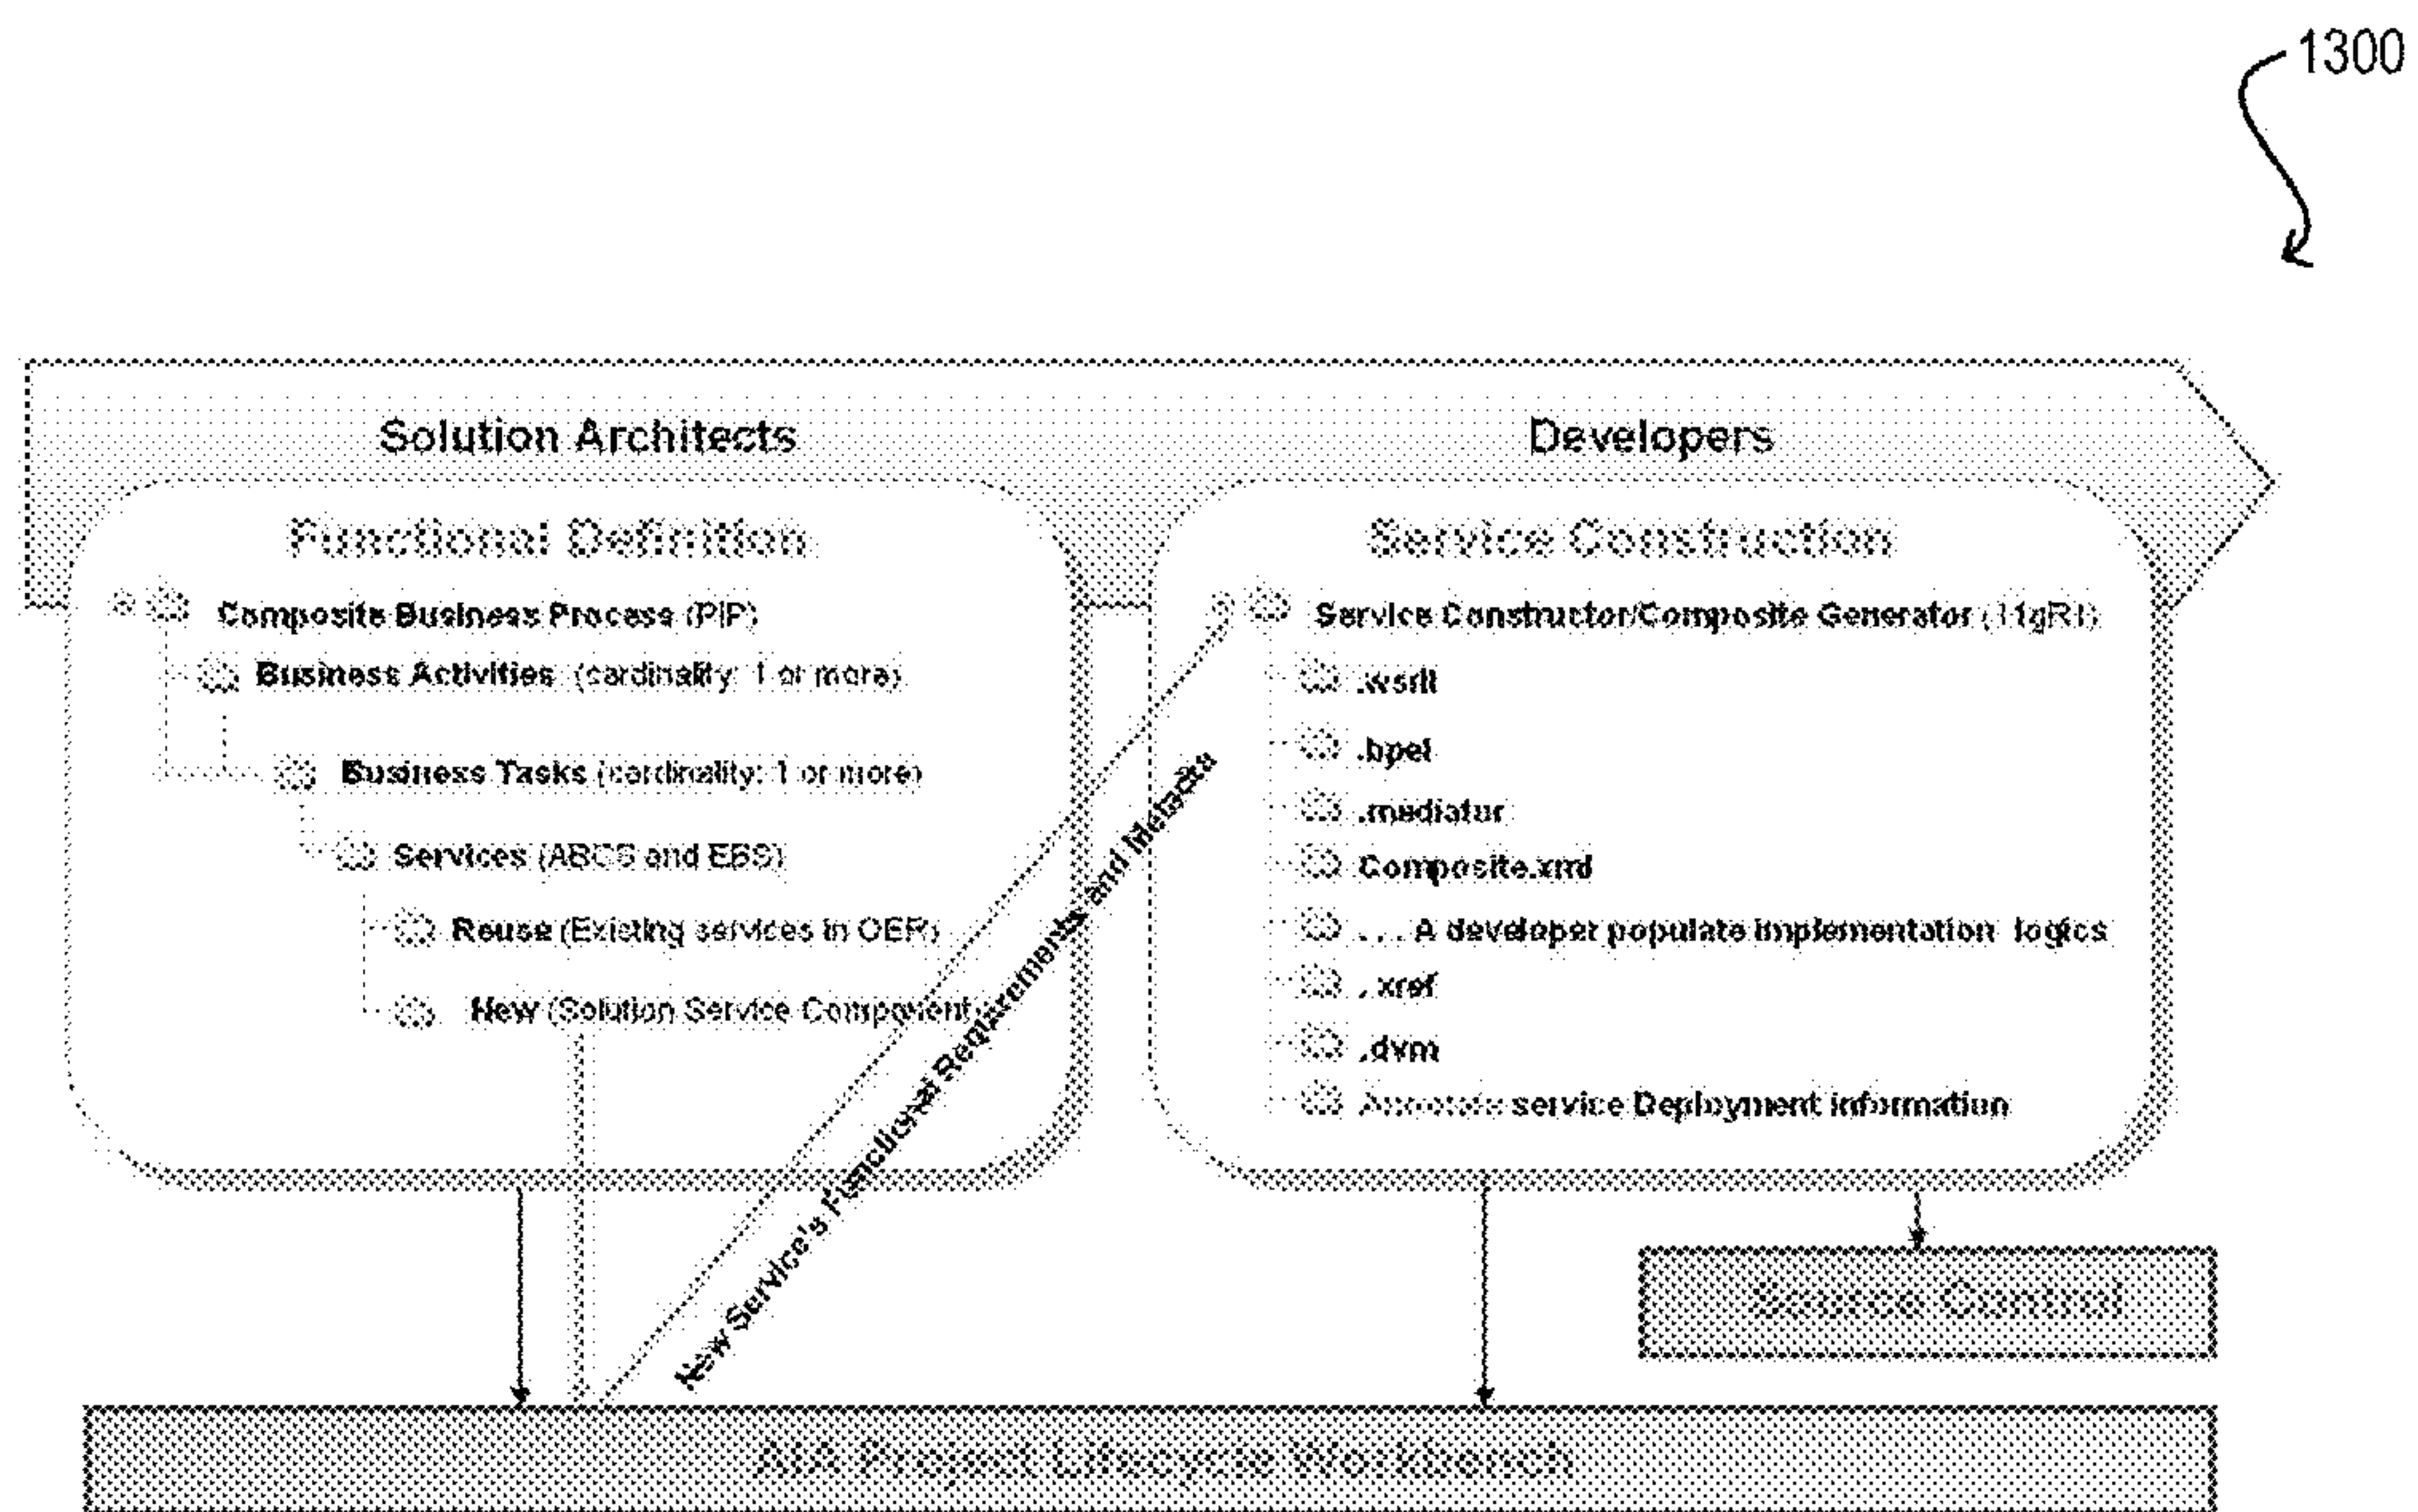 1300
Solution Architects
Developers
Functional Definition
Composite Business Process (PIP)
Business Activities (cardinality: 1 or more)
Business Tasks (cardinality: 1 or more)
Services (ABCS and EBS)
Reuse (Existing services in OER)
New (Solution Service Component)
Service Construction
Service Constructor/Composite Generator (11gR1)
.wsdl
.bpel
.mediator
Composite.xml
... A developer populate implementation logics
.xref
.dvm
Annotate service Deployment information
New Service's Functional Requirements and Metadata
Source Control
AIA Project Lifecycle Workbench